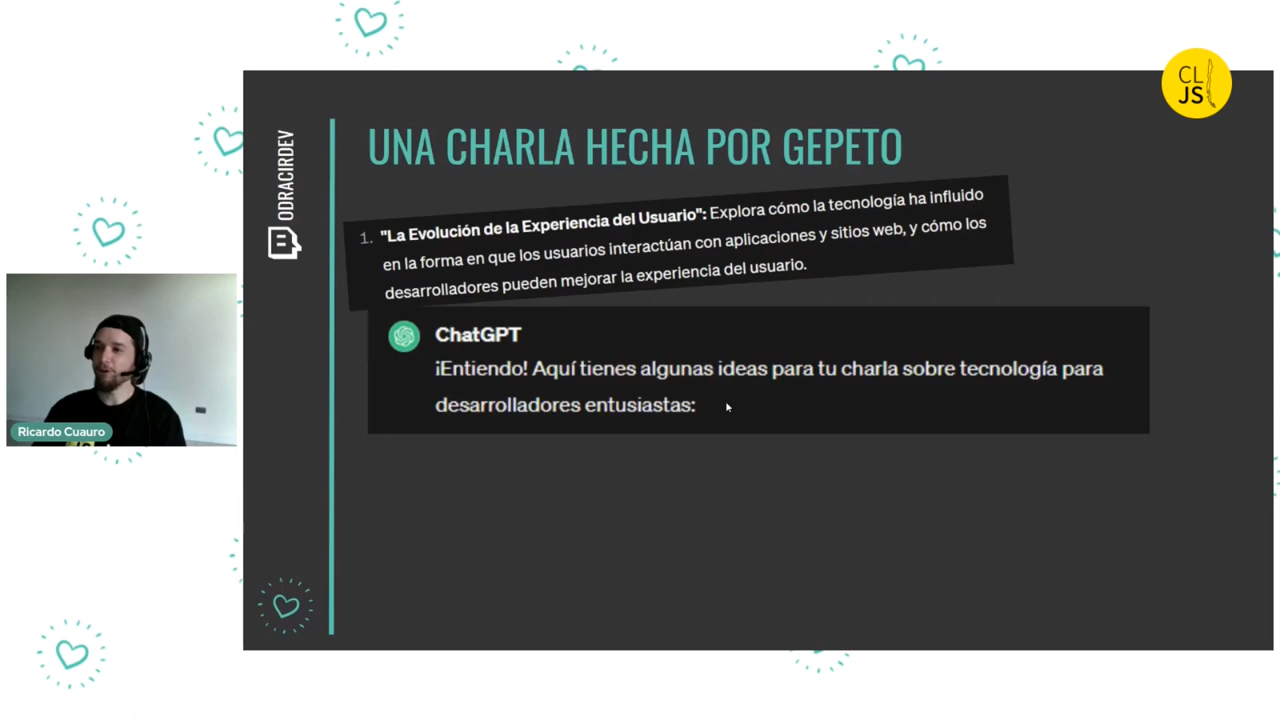 CL
JS
ODRACIRDEV
UNA CHARLA HECHA POR GEPETO
1. "La Evolución de la Experiencia del Usuario": Explora cómo la tecnología ha influido
en la forma en que los usuarios interactúan con aplicaciones y sitios web, y cómo los
desarrolladores pueden mejorar la experiencia del usuario.
ChatGPT
¡Entiendo! Aquí tienes algunas ideas para tu charla sobre tecnología para
desarrolladores entusiastas:
Ricardo Cuauro